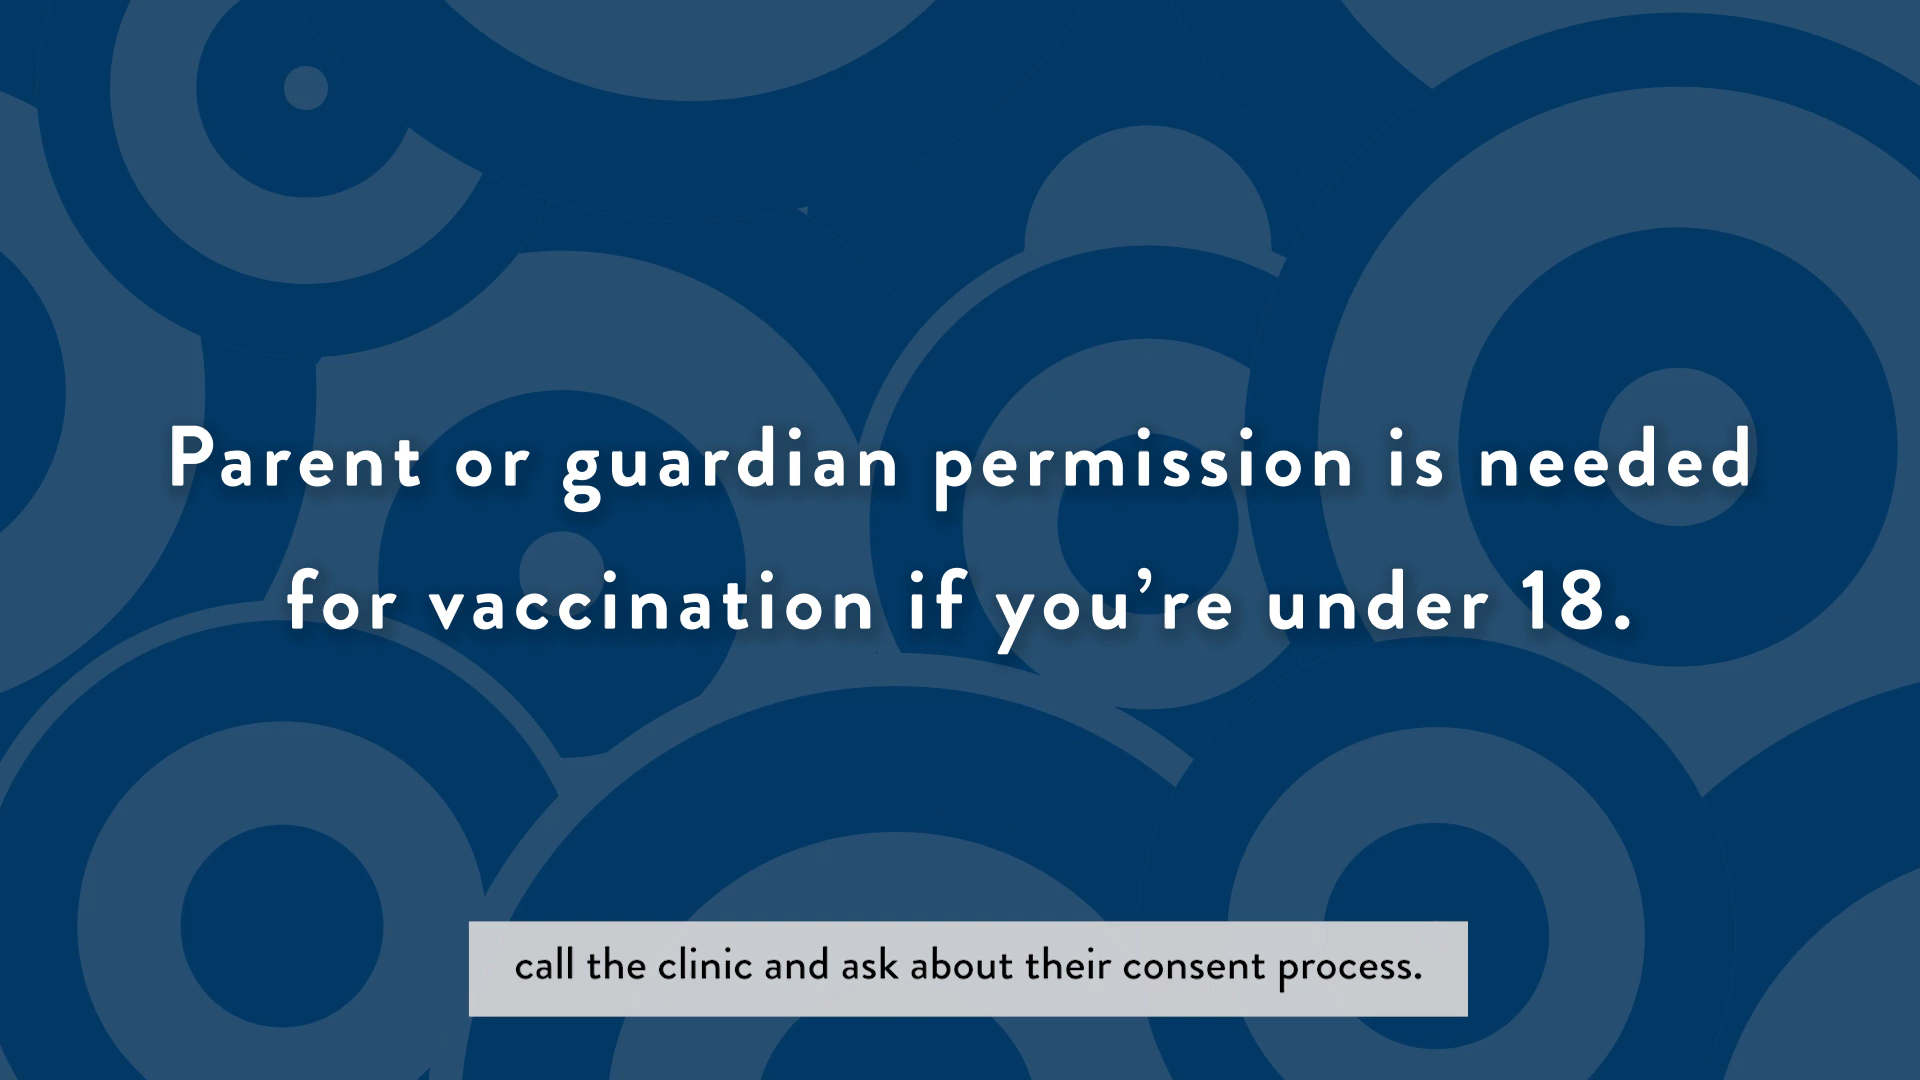 Parent or guardian permission is needed
for vaccination if you’re under 18.
call the clinic and ask about their consent process.